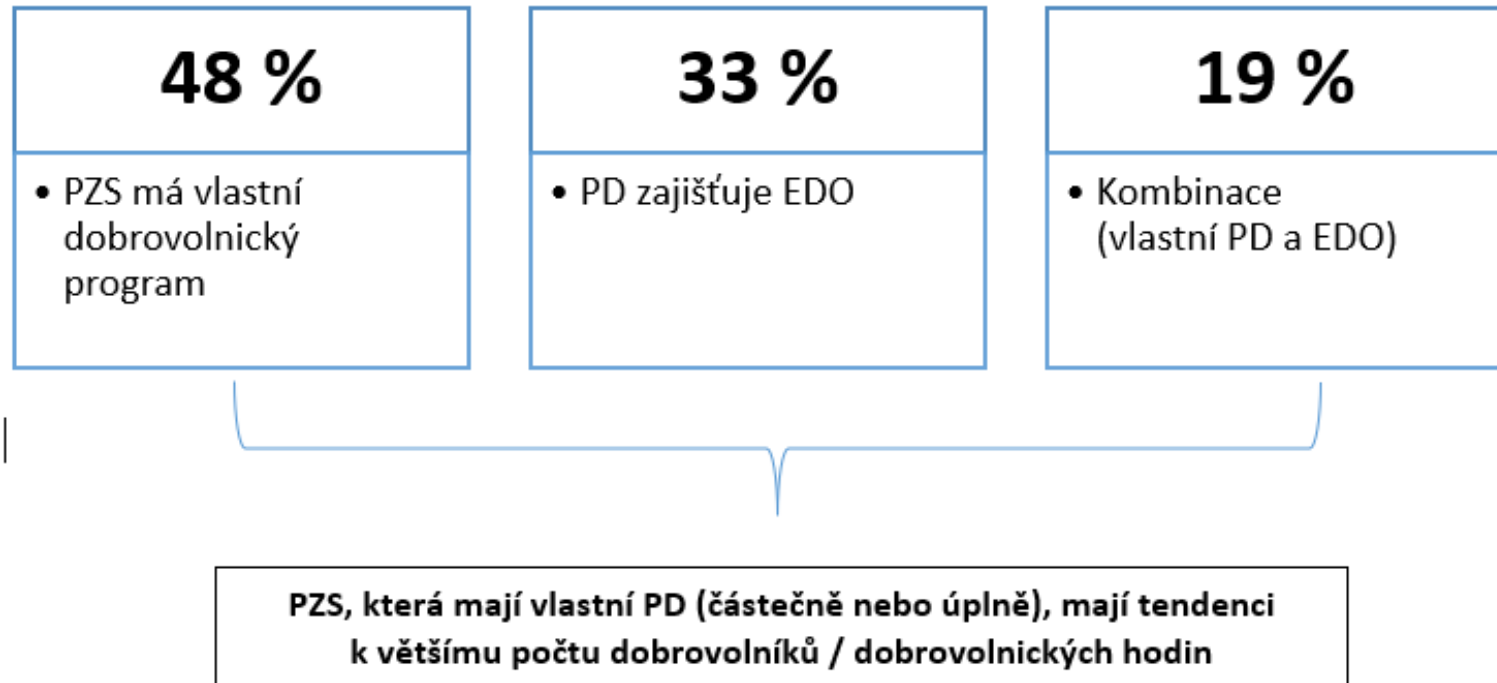 48 %
• PZS má vlastní
dobrovolnický
program
33 %
• PD zajišťuje EDO
19 %
• Kombinace
(vlastní PD a EDO)
PZS, která mají vlastní PD (částečně nebo úplně), mají tendenci
k většímu počtu dobrovolníků / dobrovolnických hodin